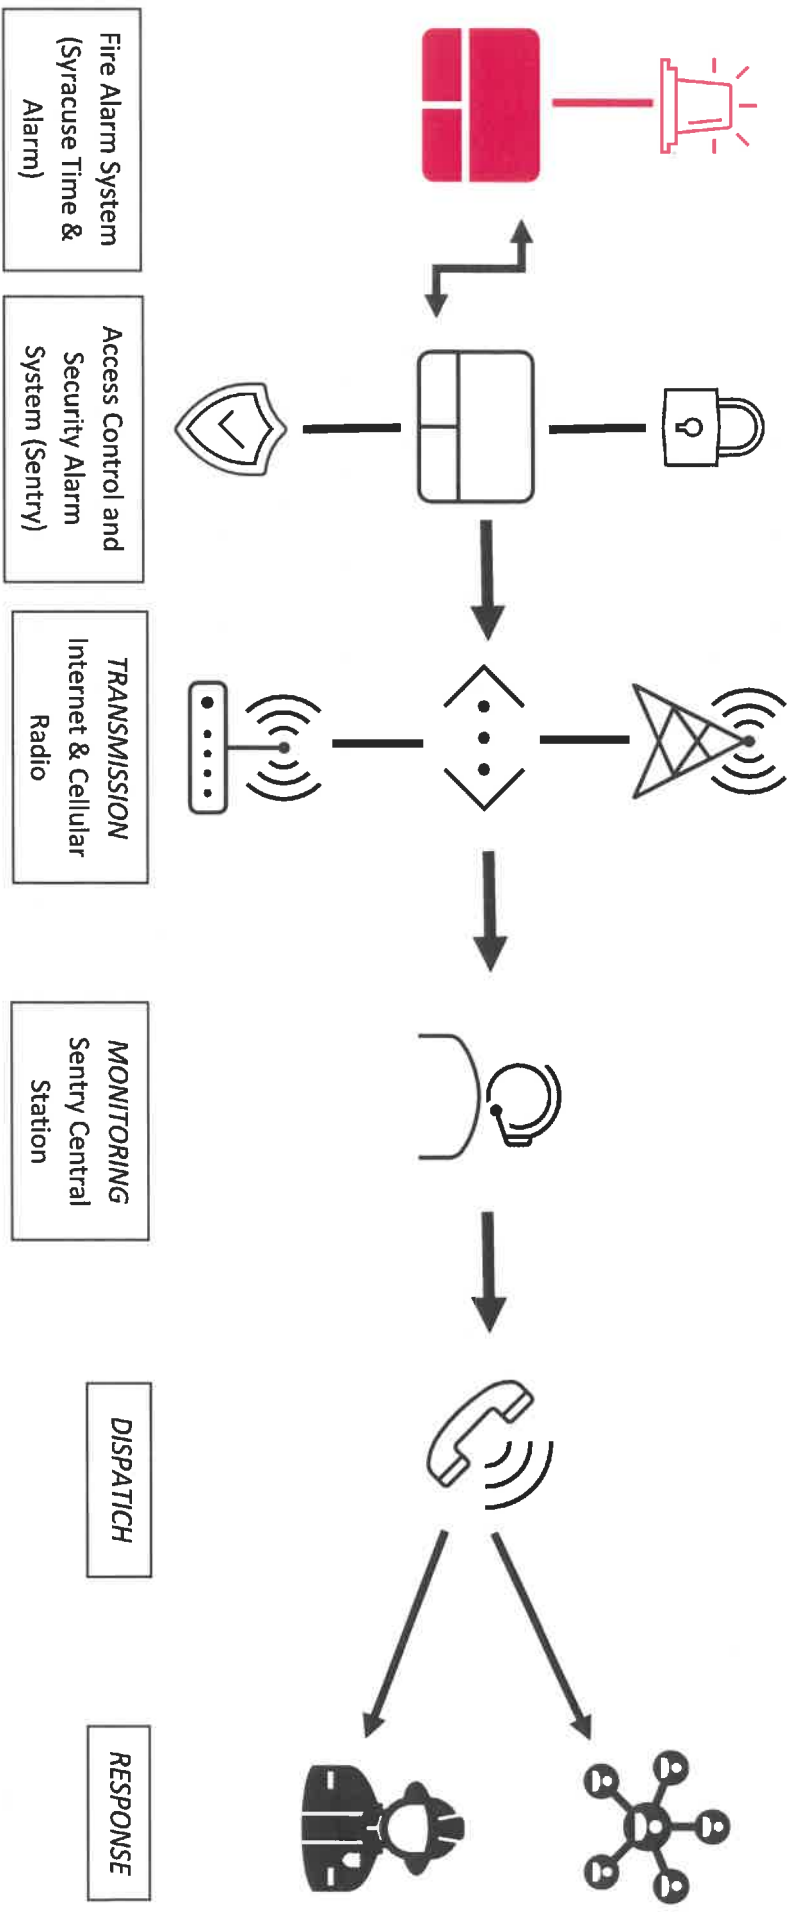 Fire Alarm System
(Syracuse Time &
Alarm)
Access Control and
Security Alarm
System (Sentry)
TRANSMISSION
Internet & Cellular
Radio
MONITORING
Sentry Central
Station
DISPATICH
RESPONSE